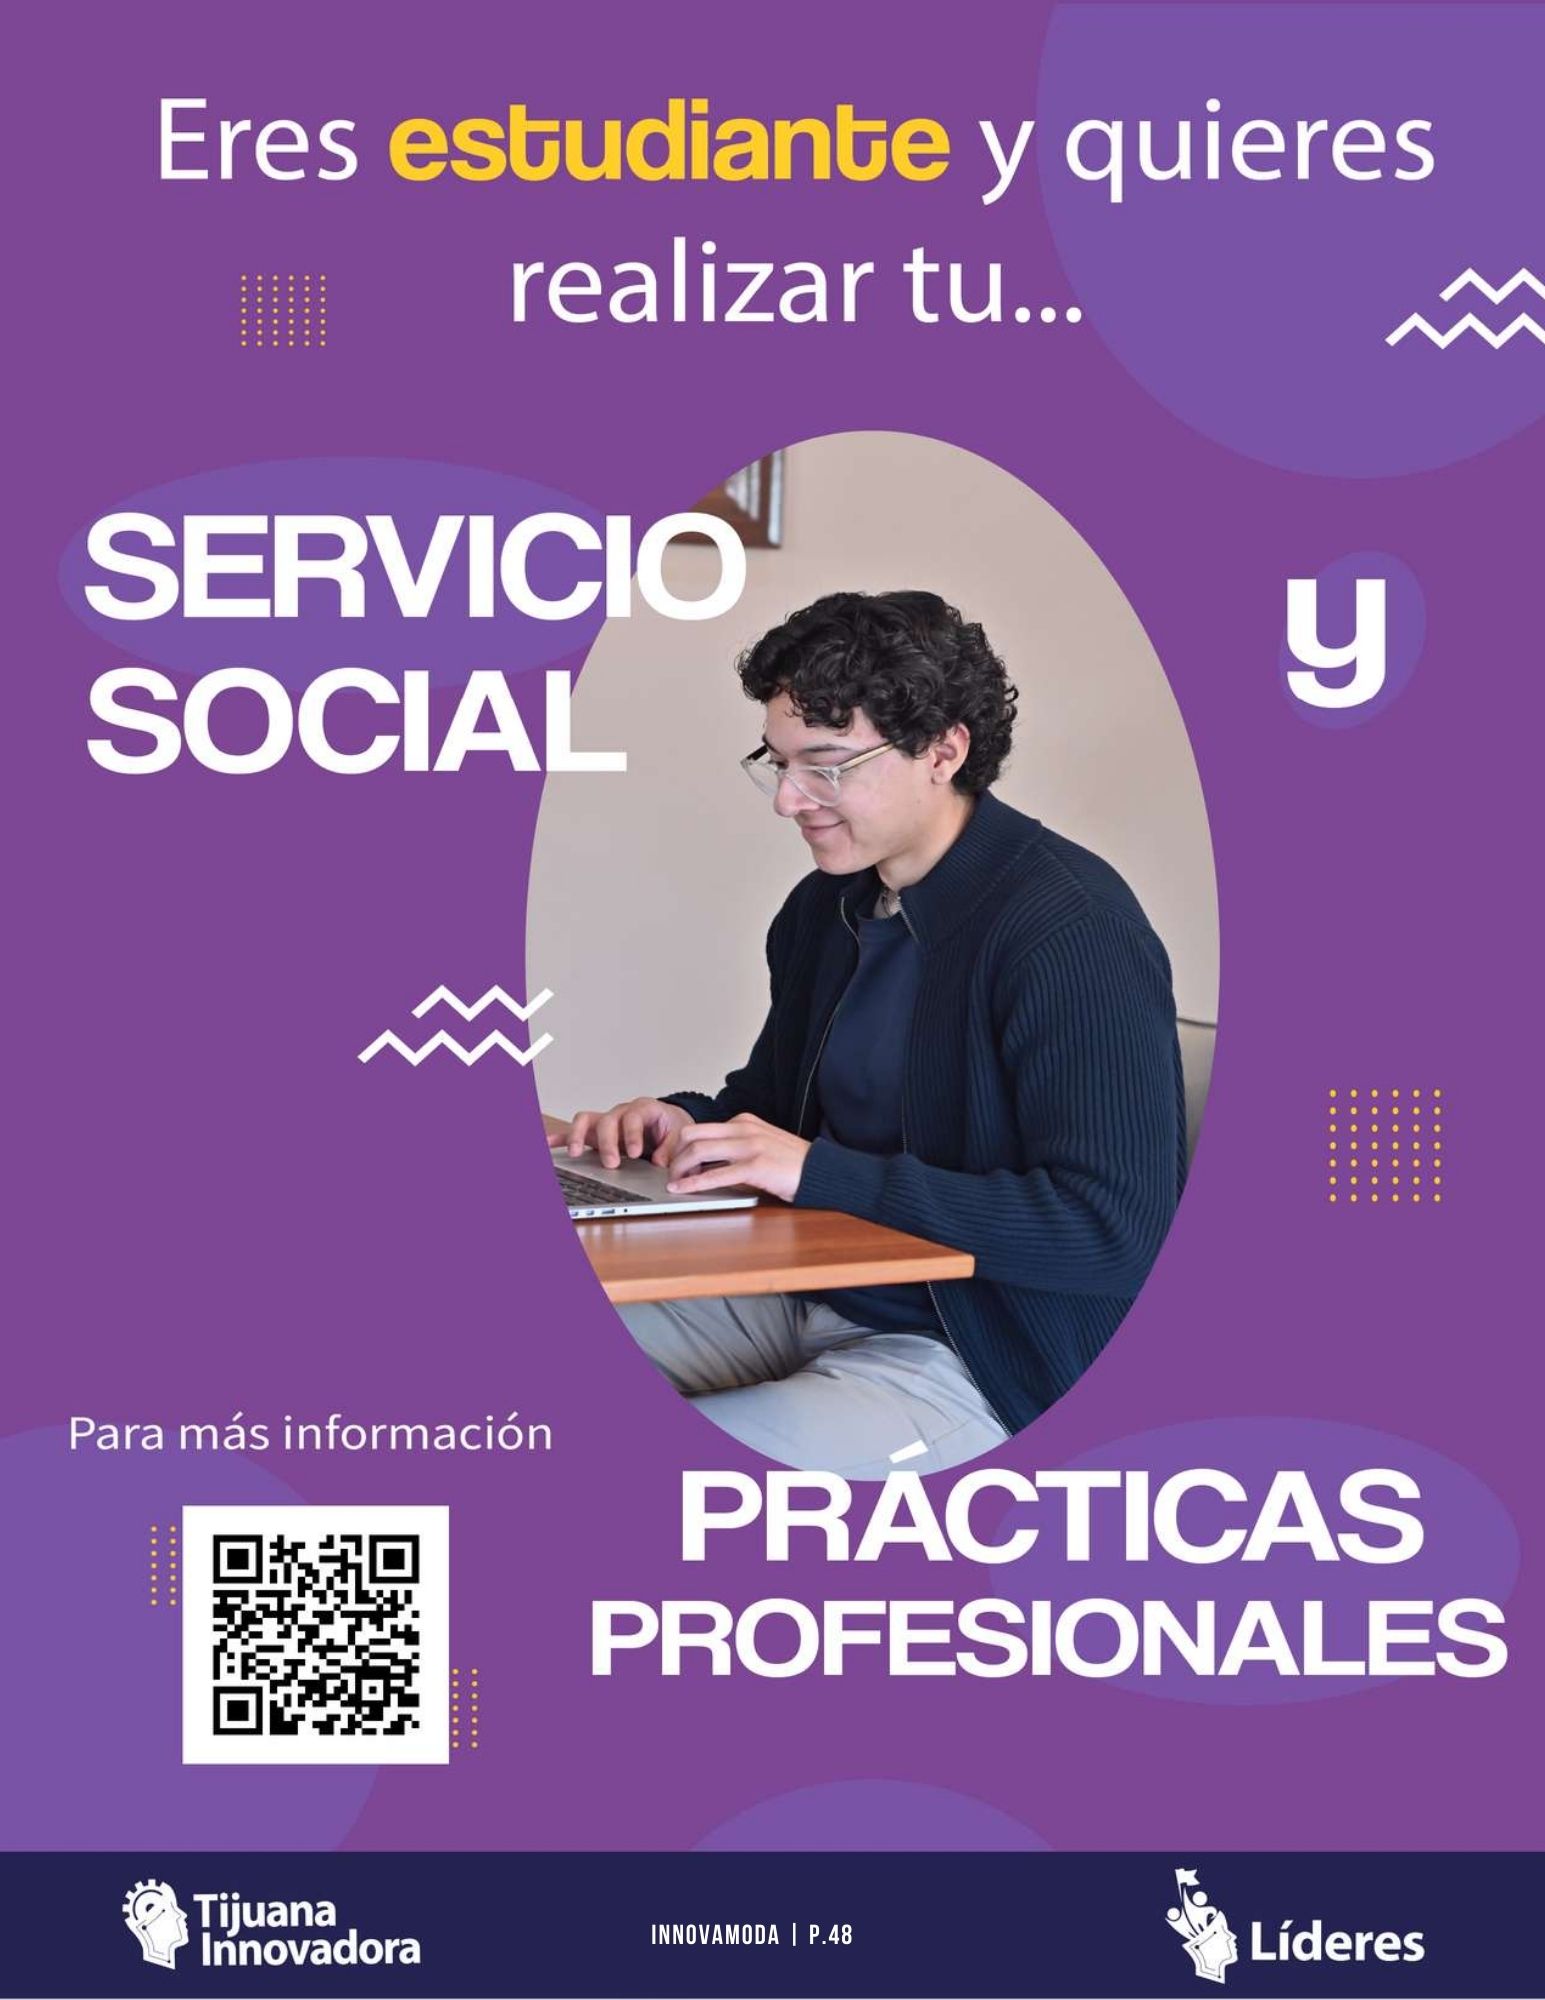 Eres estudiante y quieres
realizar tu...
SERVICIO
SOCIAL
y
PRÁCTICAS
PROFESIONALES
Para más información
Tijuana
Innovadora
INNOVAMODA | P.48
Líderes